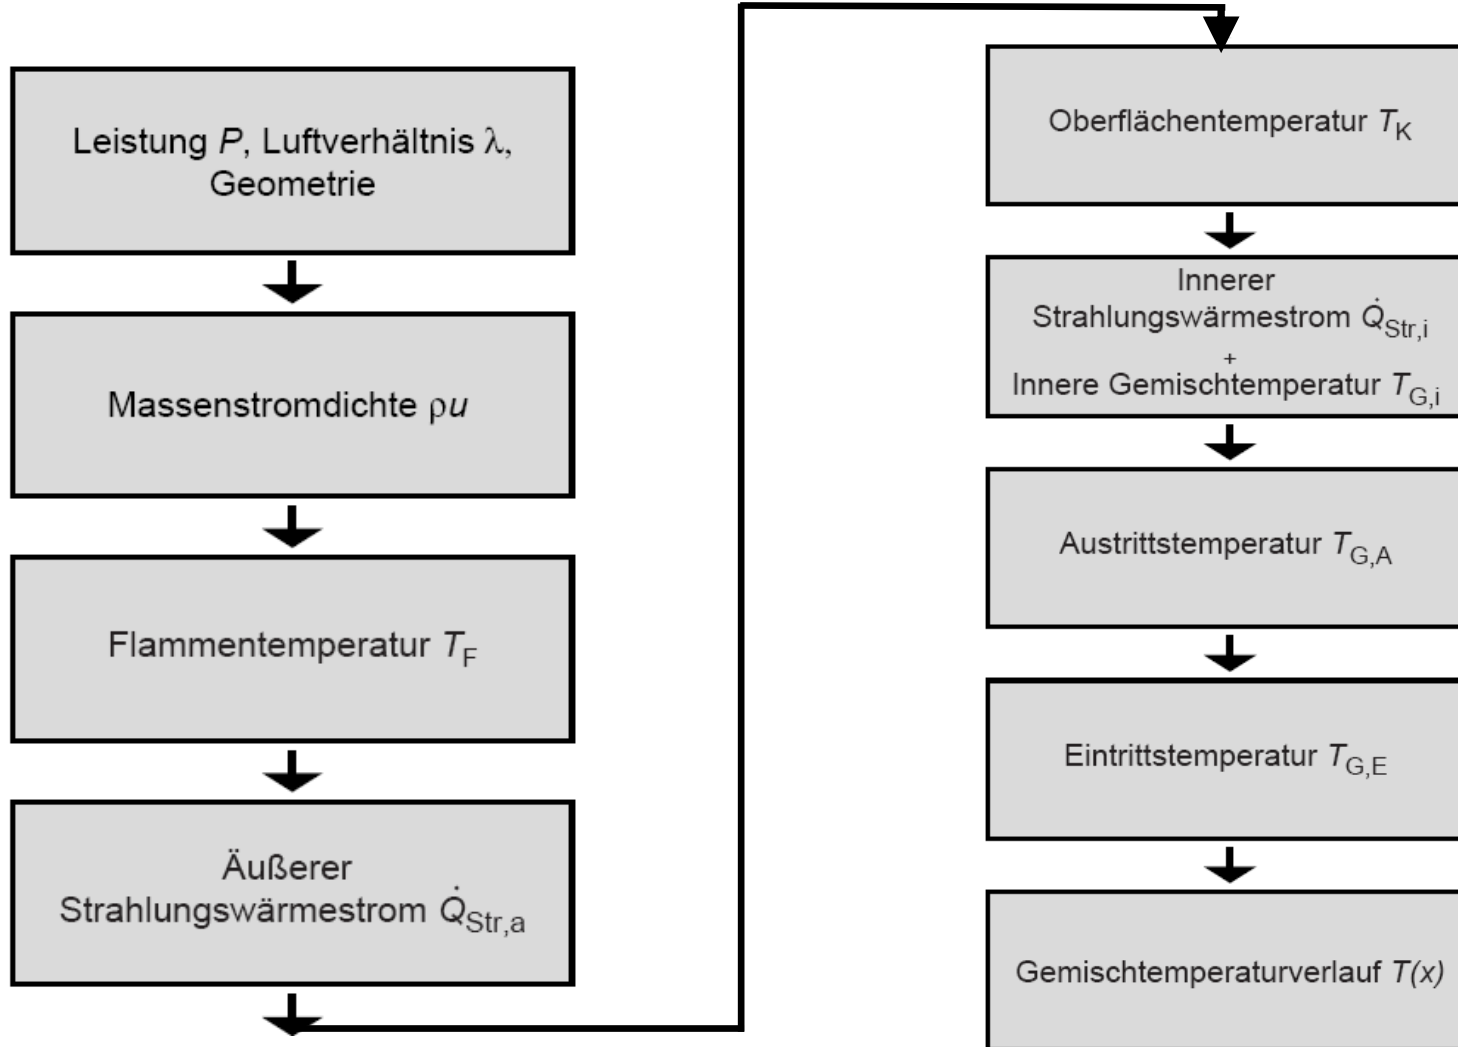 Leistung P, Luftverhältnis λ,
Geometrie
Massenstromdichte ρu
Flammentemperatur T_F
Äußerer
Strahlungswärmestrom Q̇_Str,a
Oberflächentemperatur T_K
Innerer
Strahlungswärmestrom Q̇_Str,i
+
Innere Gemischtemperatur T_G,i
Austrittstemperatur T_G,A
Eintrittstemperatur T_G,E
Gemischtemperaturverlauf T(x)